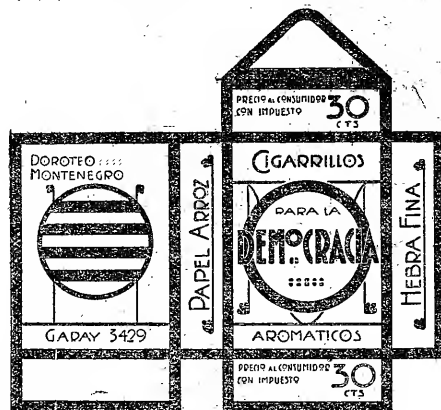 PRECIO AL CONSUMIDOR
CON IMPUESTO
30
CTS
DOROTEO
MONTENEGRO
GARAY 3429
PAPEL ARROZ
CIGARRILLOS
PARA LA
DEMOCRACIA
AROMATICOS
HEBRA FINA
PRECIO AL CONSUMIDOR
CON IMPUESTO
30
CTS